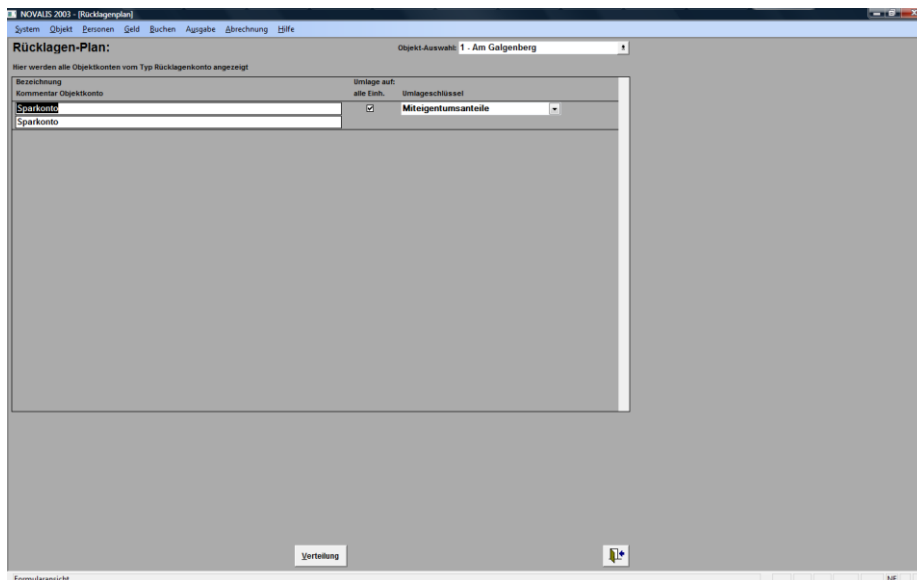 NOVALIS 2003 - [Rücklagenplan]
System Objekt Personen Geld Buchen Ausgabe Abrechnung Hilfe
Rücklagen-Plan:
Objekt-Auswahl: 1 - Am Galgenberg
Hier werden alle Objektkonten vom Typ Rücklagenkonto angezeigt
Bezeichnung Umlage auf:
Kommentar Objektkonto alle Einh. Umlageschlüssel
Sparkonto Miteigentumsanteile
Sparkonto
Verteilung
Formularansicht NF